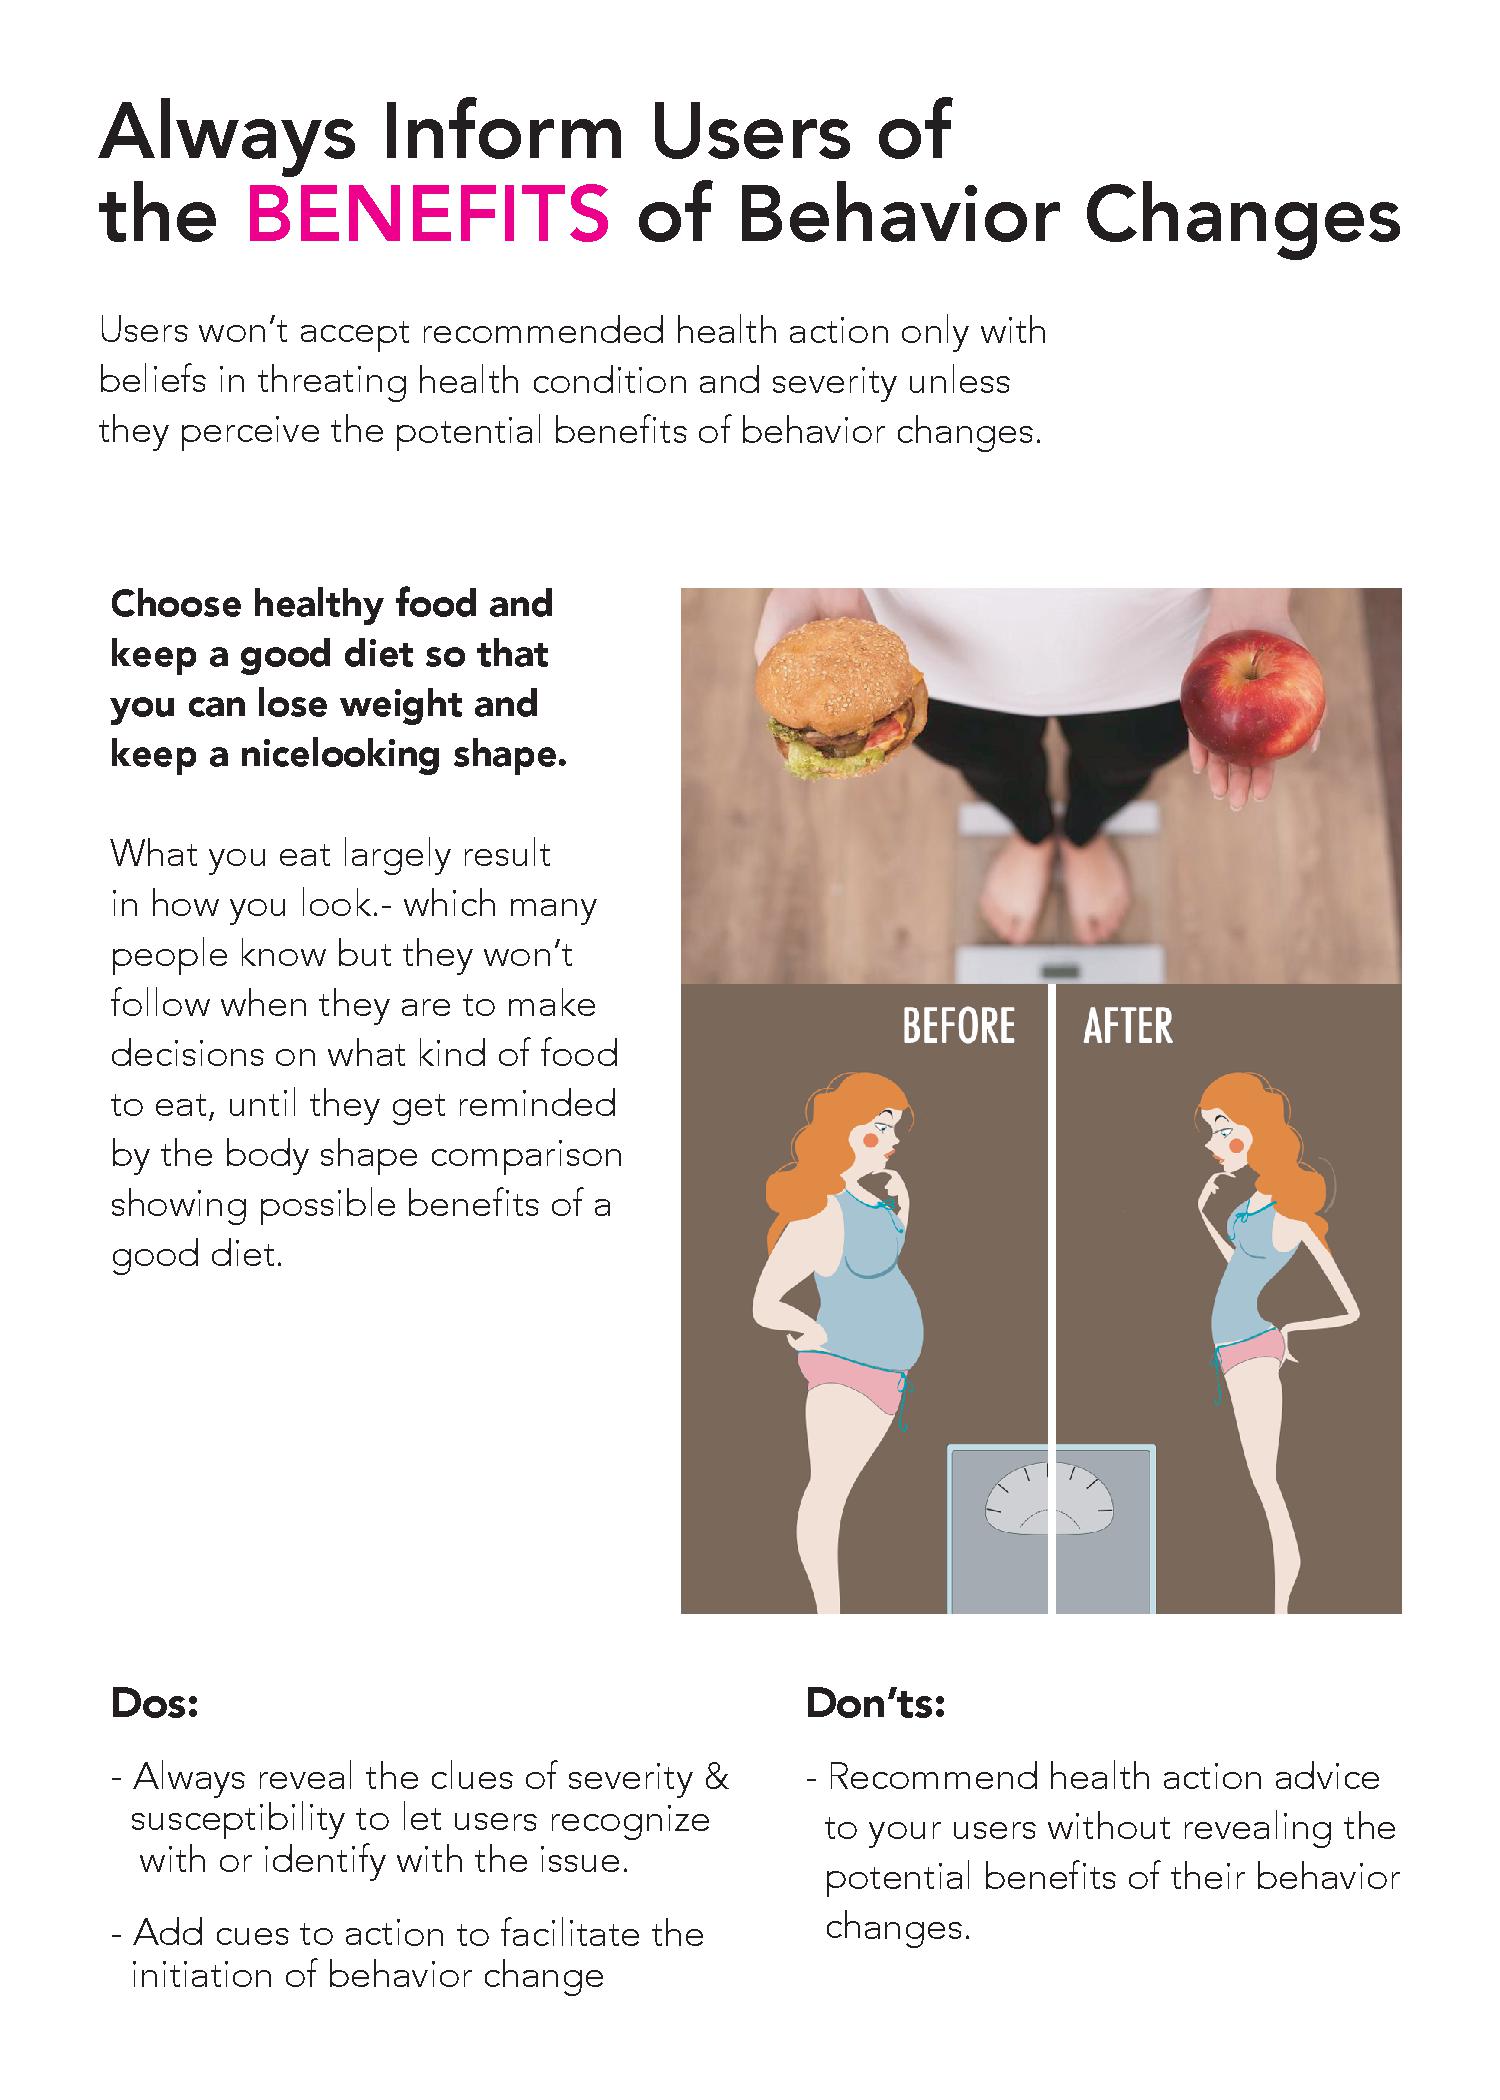 Always Inform Users of
the BENEFITS of Behavior Changes
Users won't accept recommended health action only with
beliefs in threating health condition and severity unless
they perceive the potential benefits of behavior changes.
Choose healthy food and
keep a good diet so that
you can lose weight and
keep a nicelooking shape.
What you eat largely result
in how you look.- which many
people know but they won't
follow when they are to make
decisions on what kind of food
to eat, until they get reminded
by the body shape comparison
showing possible benefits of a
good diet.
BEFORE AFTER
Dos:
- Always reveal the clues of severity &
susceptibility to let users recognize
with or identify with the issue.
- Add cues to action to facilitate the
initiation of behavior change
Don'ts:
- Recommend health action advice
to your users without revealing the
potential benefits of their behavior
changes.